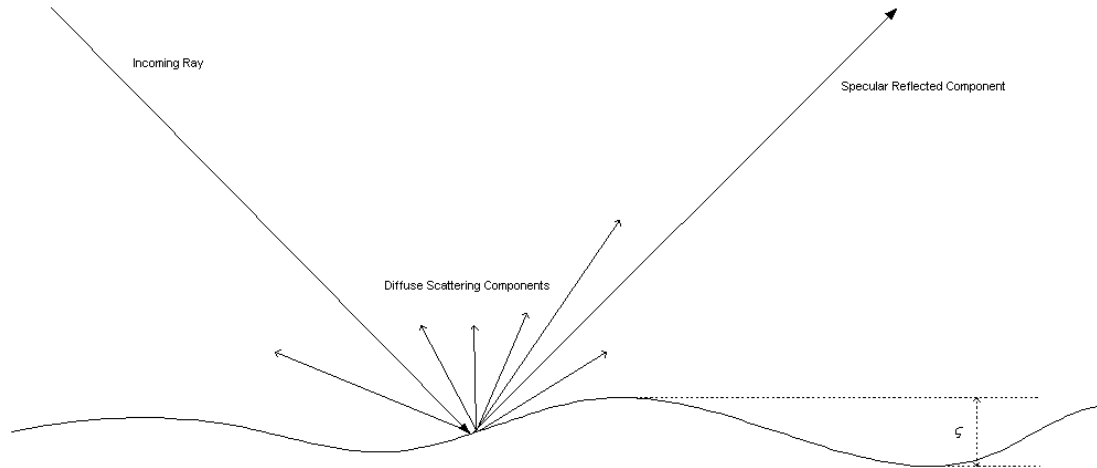 Incoming Ray
Specular Reflected Component
Diffuse Scattering Components
ς